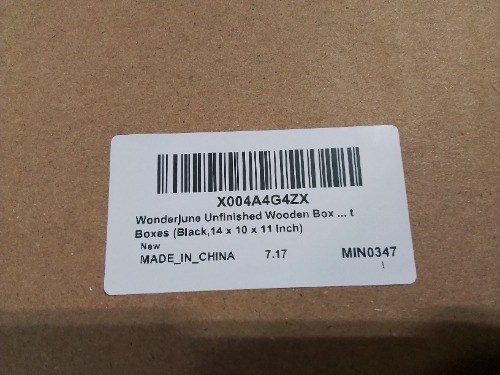 X004A4G4ZX
Wonderjune Unfinished Wooden Box ... t
Boxes (Black,14 x 10 x 11 Inch)
New
MADE_IN_CHINA 7.17 MIN0347
1